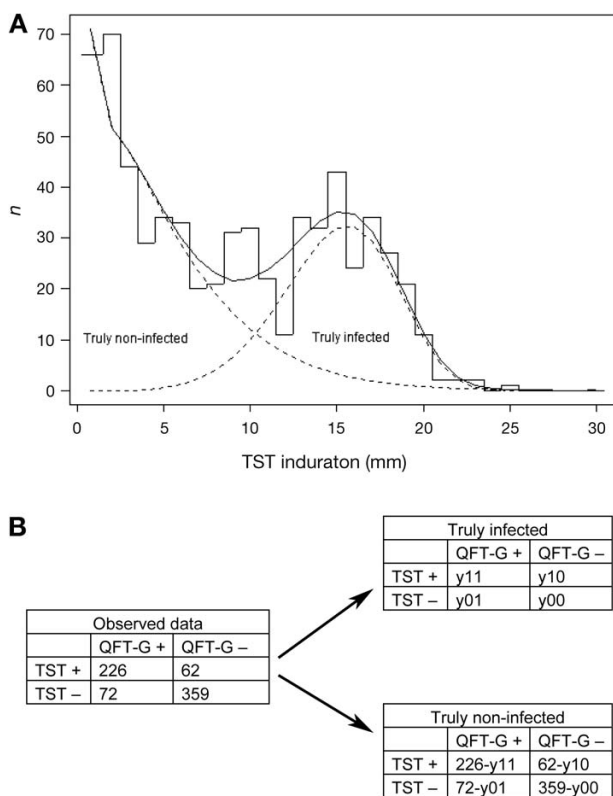 A
70
60
50
40
30
20
10
0
n
Truly non-infected
Truly infected
0 5 10 15 20 25 30
TST induraton (mm)
B
Observed data
QFT-G + QFT-G –
TST + 226 62
TST – 72 359
Truly infected
QFT-G + QFT-G –
TST + y11 y10
TST – y01 y00
Truly non-infected
QFT-G + QFT-G –
TST + 226-y11 62-y10
TST – 72-y01 359-y00